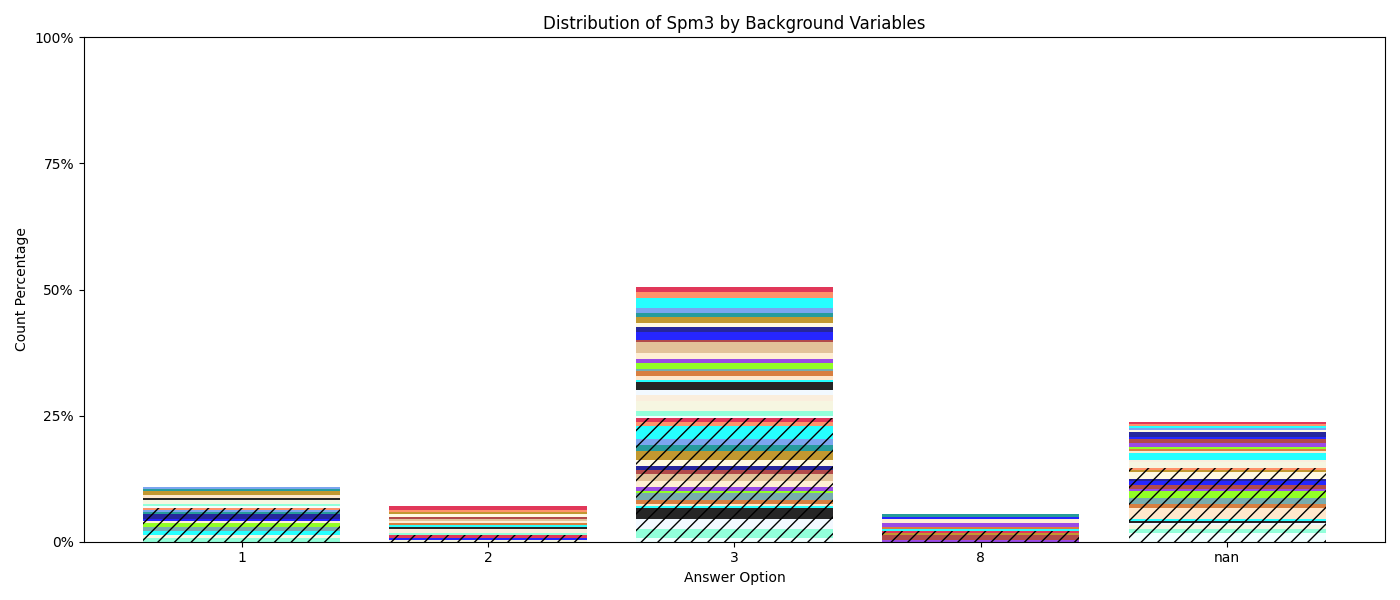 Distribution of Spm3 by Background Variables
100%
75%
50%
25%
0%
Count Percentage
1
2
3
8
nan
Answer Option